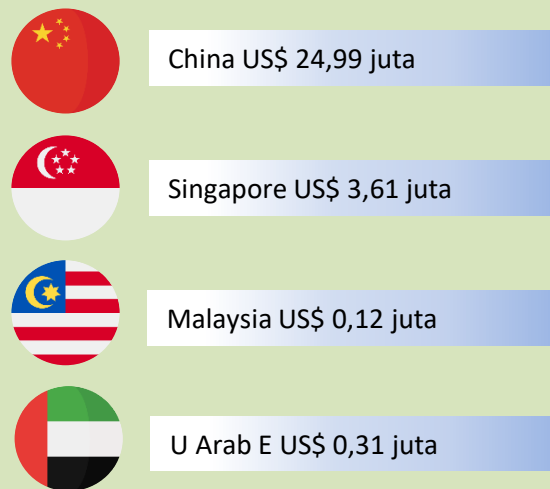 China US$ 24,99 juta
Singapore US$ 3,61 juta
Malaysia US$ 0,12 juta
U Arab E US$ 0,31 juta